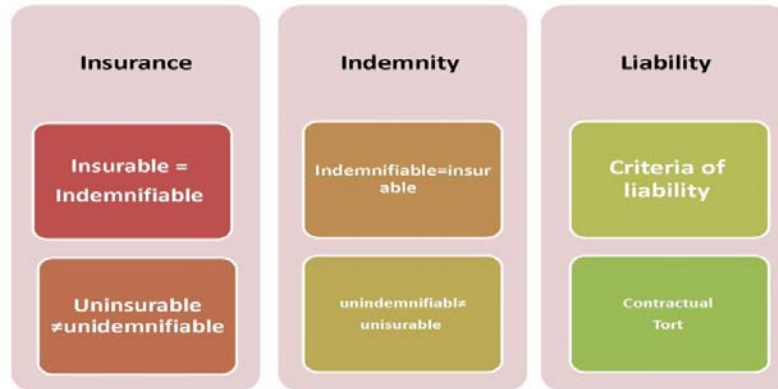 Insurance
Insurable =
Indemnifiable
Uninsurable
≠unidemnifiable
Indemnity
Indemnifiable=insur
able
unindemnifiabl≠
unisurable
Liability
Criteria of
liability
Contractual
Tort